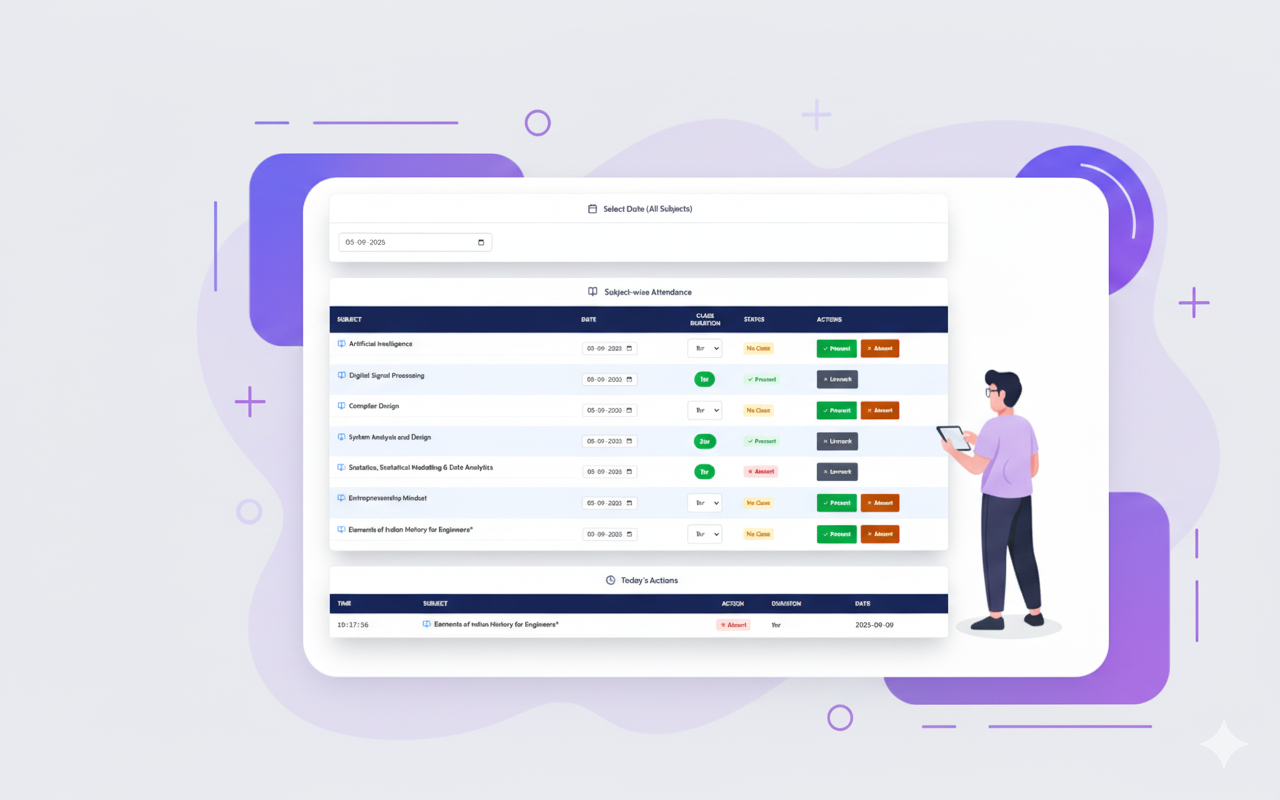 Select Date (All Subjects)
05-09-2025
Subject-wise Attendance
SUBJECT DATE CLASS DURATION STATUS ACTIONS
Artificial Intelligence 05-09-2025 1hr No Class ✓ Present × Absent
Digital Signal Processing 05-09-2025 1hr ✓ Present × Unmark
Compiler Design 05-09-2025 1hr No Class ✓ Present × Absent
System Analysis and Design 05-09-2025 2hr ✓ Present × Unmark
Statistics, Statistical Modelling & Data Analytics 05-09-2025 1hr × Absent × Unmark
Entrepreneurship Mindset 05-09-2025 1hr No Class ✓ Present × Absent
Elements of Indian History for Engineers* 05-09-2025 1hr No Class ✓ Present × Absent
Today's Actions
TIME SUBJECT ACTION DURATION DATE
10:17:56 Elements of Indian History for Engineers* × Absent 1hr 2025-09-09